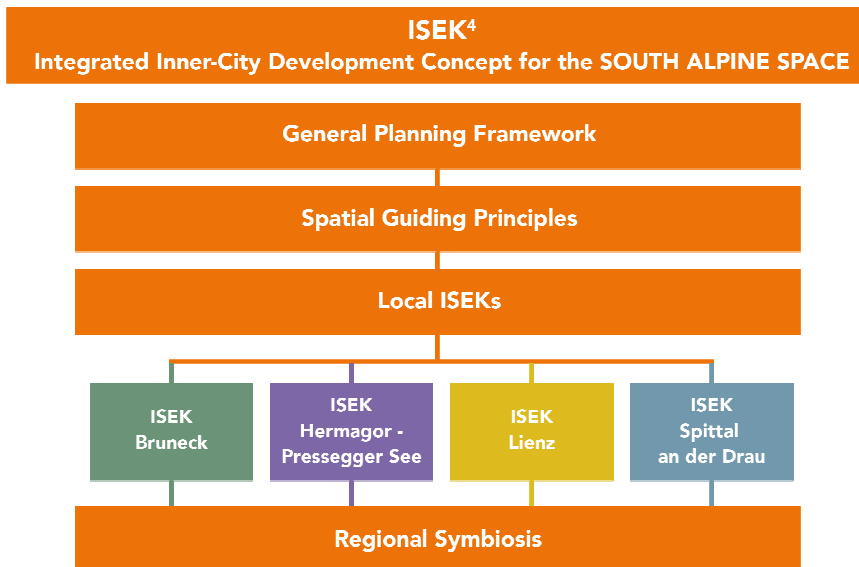 ISEK⁴
Integrated Inner-City Development Concept for the SOUTH ALPINE SPACE
General Planning Framework
Spatial Guiding Principles
Local ISEKs
ISEK
Bruneck
ISEK
Hermagor -
Pressegger See
ISEK
Lienz
ISEK
Spittal
an der Drau
Regional Symbiosis